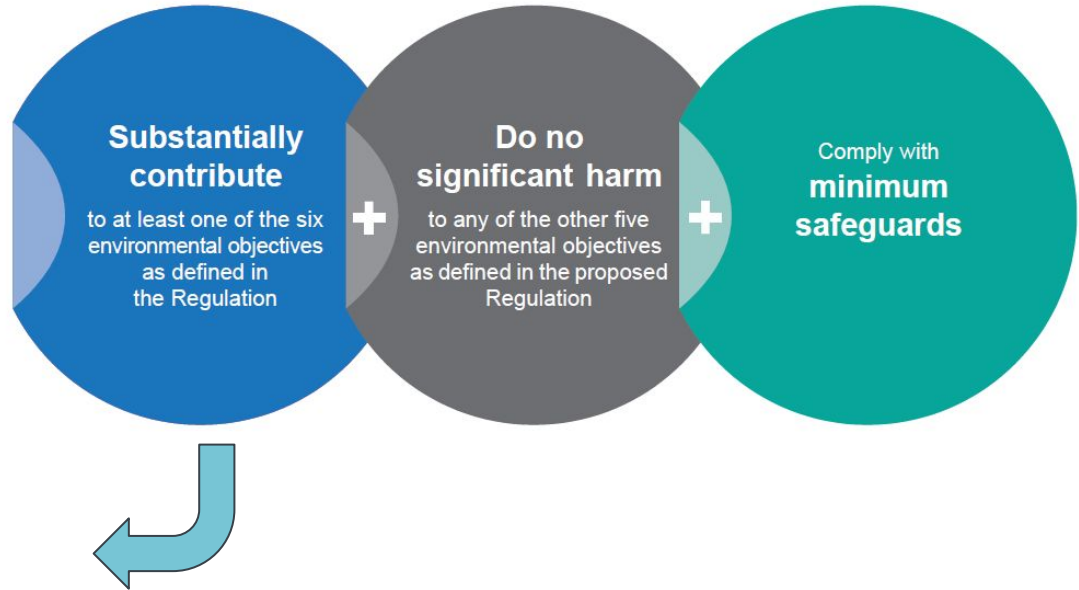 Substantially
contribute
to at least one of the six
environmental objectives
as defined in
the Regulation
+
Do no
significant harm
to any of the other five
environmental objectives
as defined in the proposed
Regulation
+
Comply with
minimum
safeguards